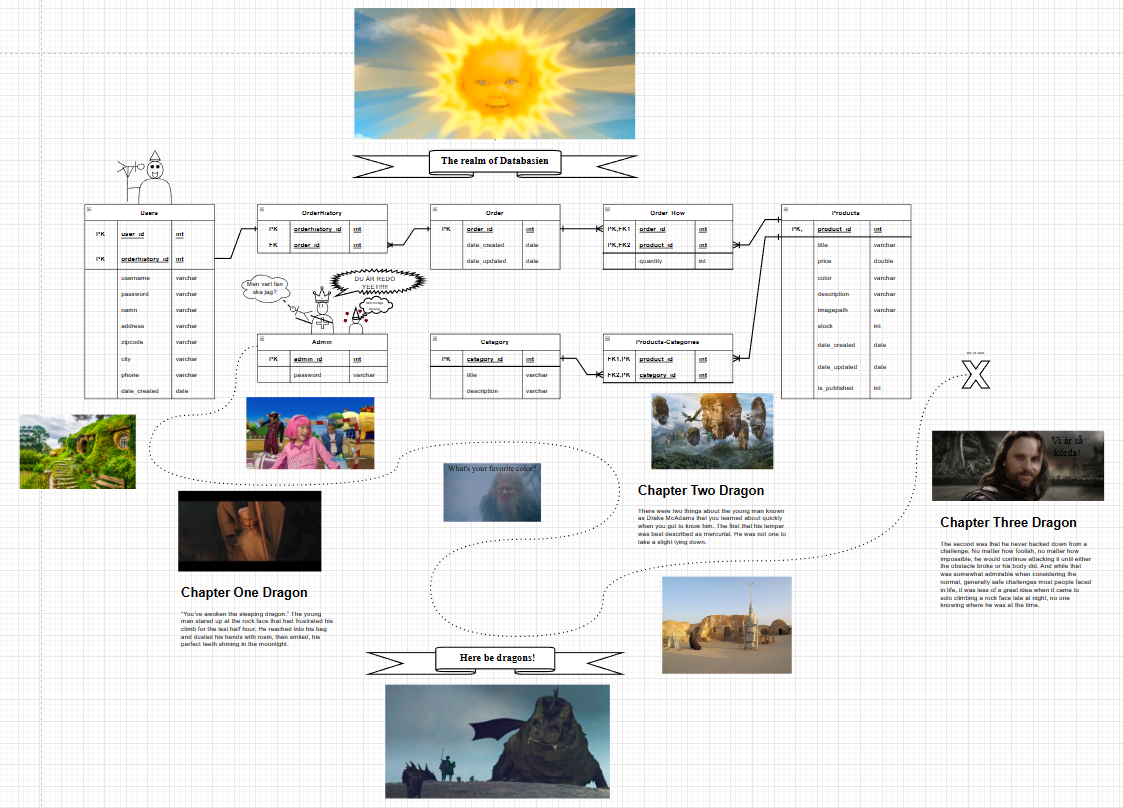 The realm of Databasien
Users
PK user_id int
PK orderhistory_id int
username varchar
password varchar
namn varchar
address varchar
zipcode varchar
city varchar
phone varchar
date_created date
OrderHistory
PK orderhistory_id int
FK order_id int
Order
PK order_id int
date_created date
date_updated date
Order_Row
PK,FK1 order_id int
PK,FK2 product_id int
quantity int
Products
PK, product_id int
title varchar
price double
color varchar
description varchar
imagepath varchar
stock int
date_created date
date_updated date
is_published int
Men vart fan
ska jag?
DU ÄR REDO
YEET!!!!!
Admin
PK admin_id int
password varchar
Catagory
PK catagory_id int
title varchar
description varchar
Products-Categories
FK1,PK product_id int
FK2,PK category_id int
X
What's your favorite color?
Vi är så
körda!
Chapter One Dragon
"You've awoken the sleeping dragon." The young
man stared up at the rock face that had frustrated his
climb for the last half hour. He reached into his bag
and dusted his hands with rosin, then smiled, his
perfect teeth shining in the moonlight.
Chapter Two Dragon
There were two things about the young man known
as Drake McAdams that you learned about quickly
when you got to know him. The first that his temper
was best described as mercurial. He was not one to
take a slight lying down.
Chapter Three Dragon
The second was that he never backed down from a
challenge. No matter how foolish, no matter how
impossible, he would continue attacking it until either
the obstacle broke or his body did. And while that
was somewhat admirable when considering the
normal, generally safe challenges most people faced
in life, it was less of a great idea when it came to
solo climbing a rock face late at night, no one
knowing where he was at the time.
Here be dragons!